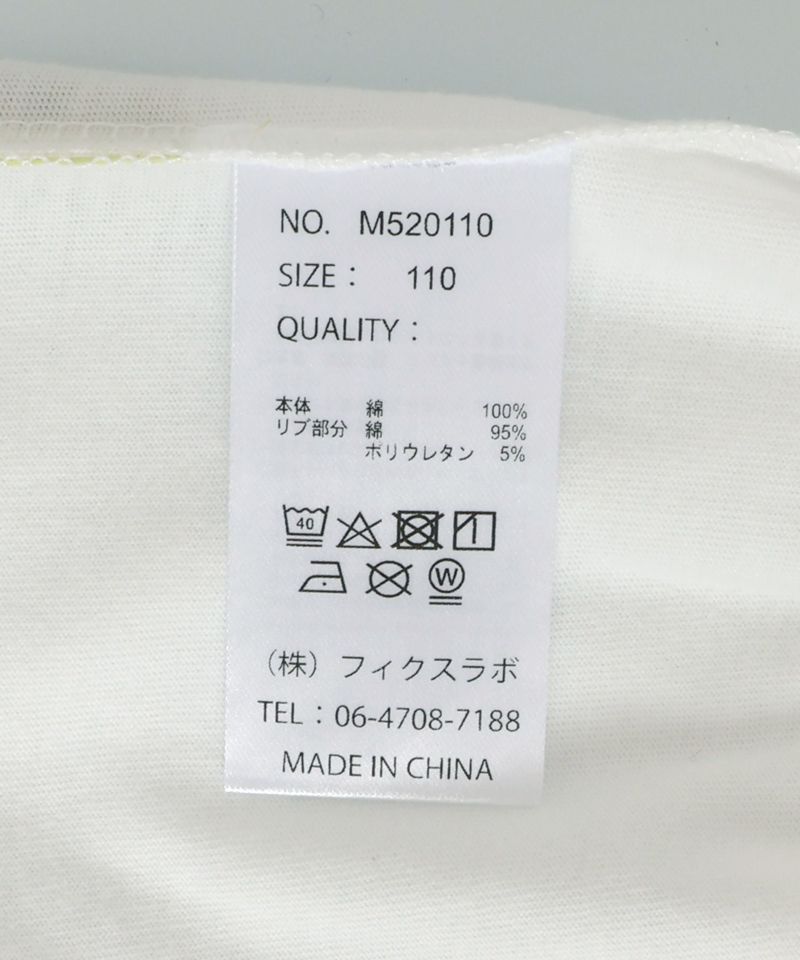 NO. M520110
SIZE： 110
QUALITY：
本体 綿 100%
リブ部分 綿 95%
ポリウレタン 5%
40
W
（株）フィクスラボ
TEL：06-4708-7188
MADE IN CHINA